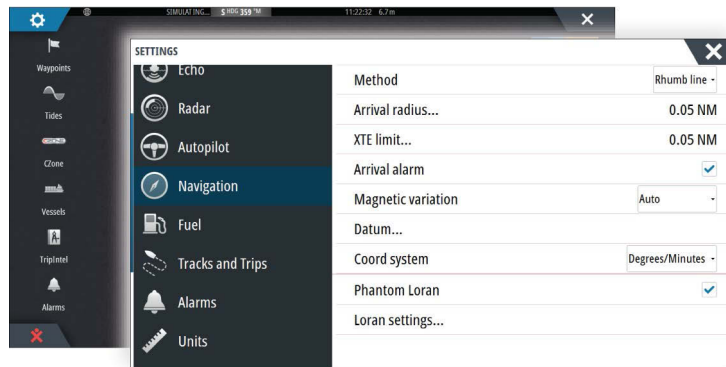 SIMULATING... S HDG 359 °M 11:22:32 6.7 m
Waypoints
Tides
CZONE
CZone
Vessels
TripIntel
Alarms
SETTINGS
Echo
Radar
Autopilot
Navigation
Fuel
Tracks and Trips
Alarms
Units
Method Rhumb line
Arrival radius... 0.05 NM
XTE limit... 0.05 NM
Arrival alarm
Magnetic variation Auto
Datum...
Coord system Degrees/Minutes
Phantom Loran
Loran settings...